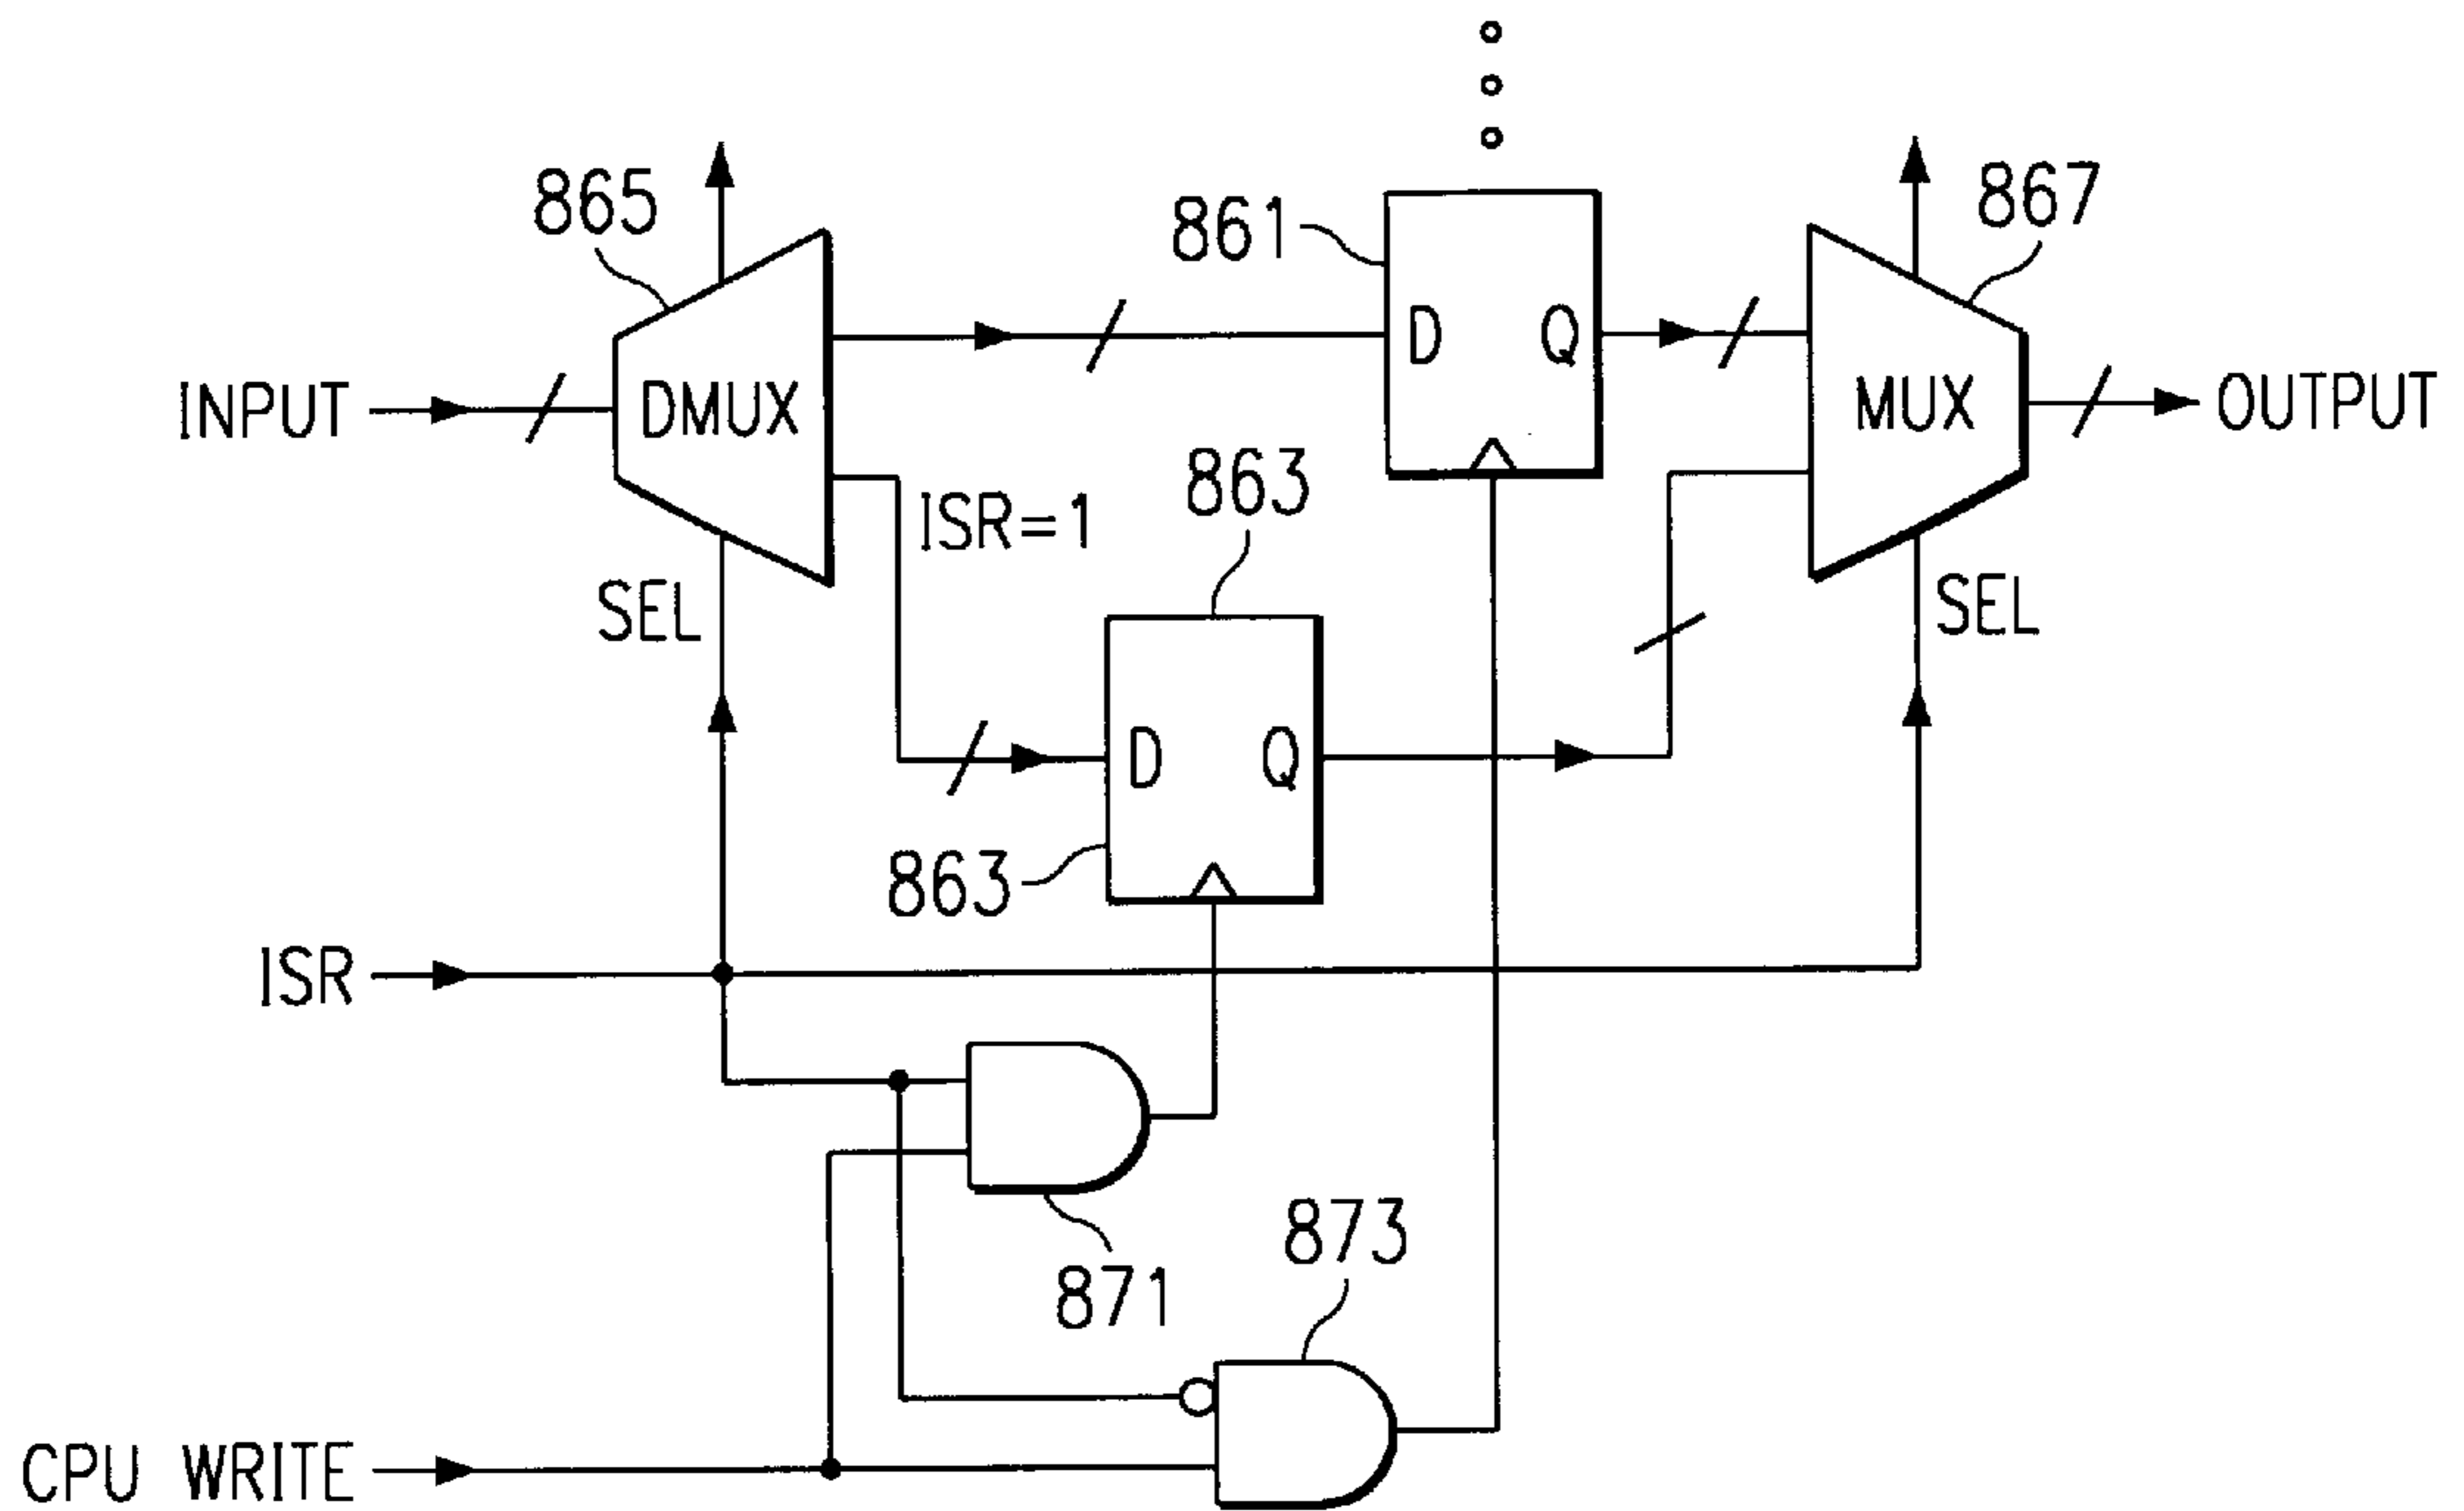 865
867
861
D Q
INPUT
DMUX
MUX
OUTPUT
863
ISR=1
SEL
SEL
D Q
863
ISR
871
873
CPU WRITE